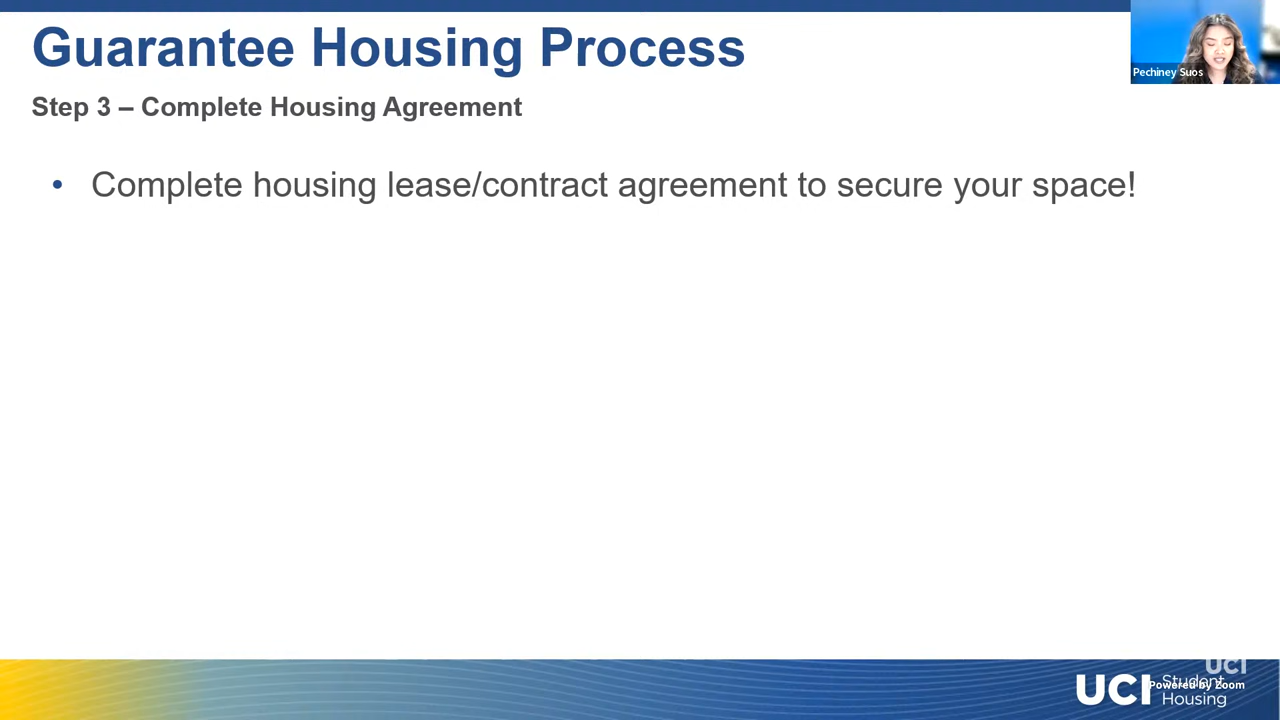 Guarantee Housing Process
Pechiney Suos
Step 3 – Complete Housing Agreement
• Complete housing lease/contract agreement to secure your space!
UCI
UCI Student
Housing
Powered by Zoom